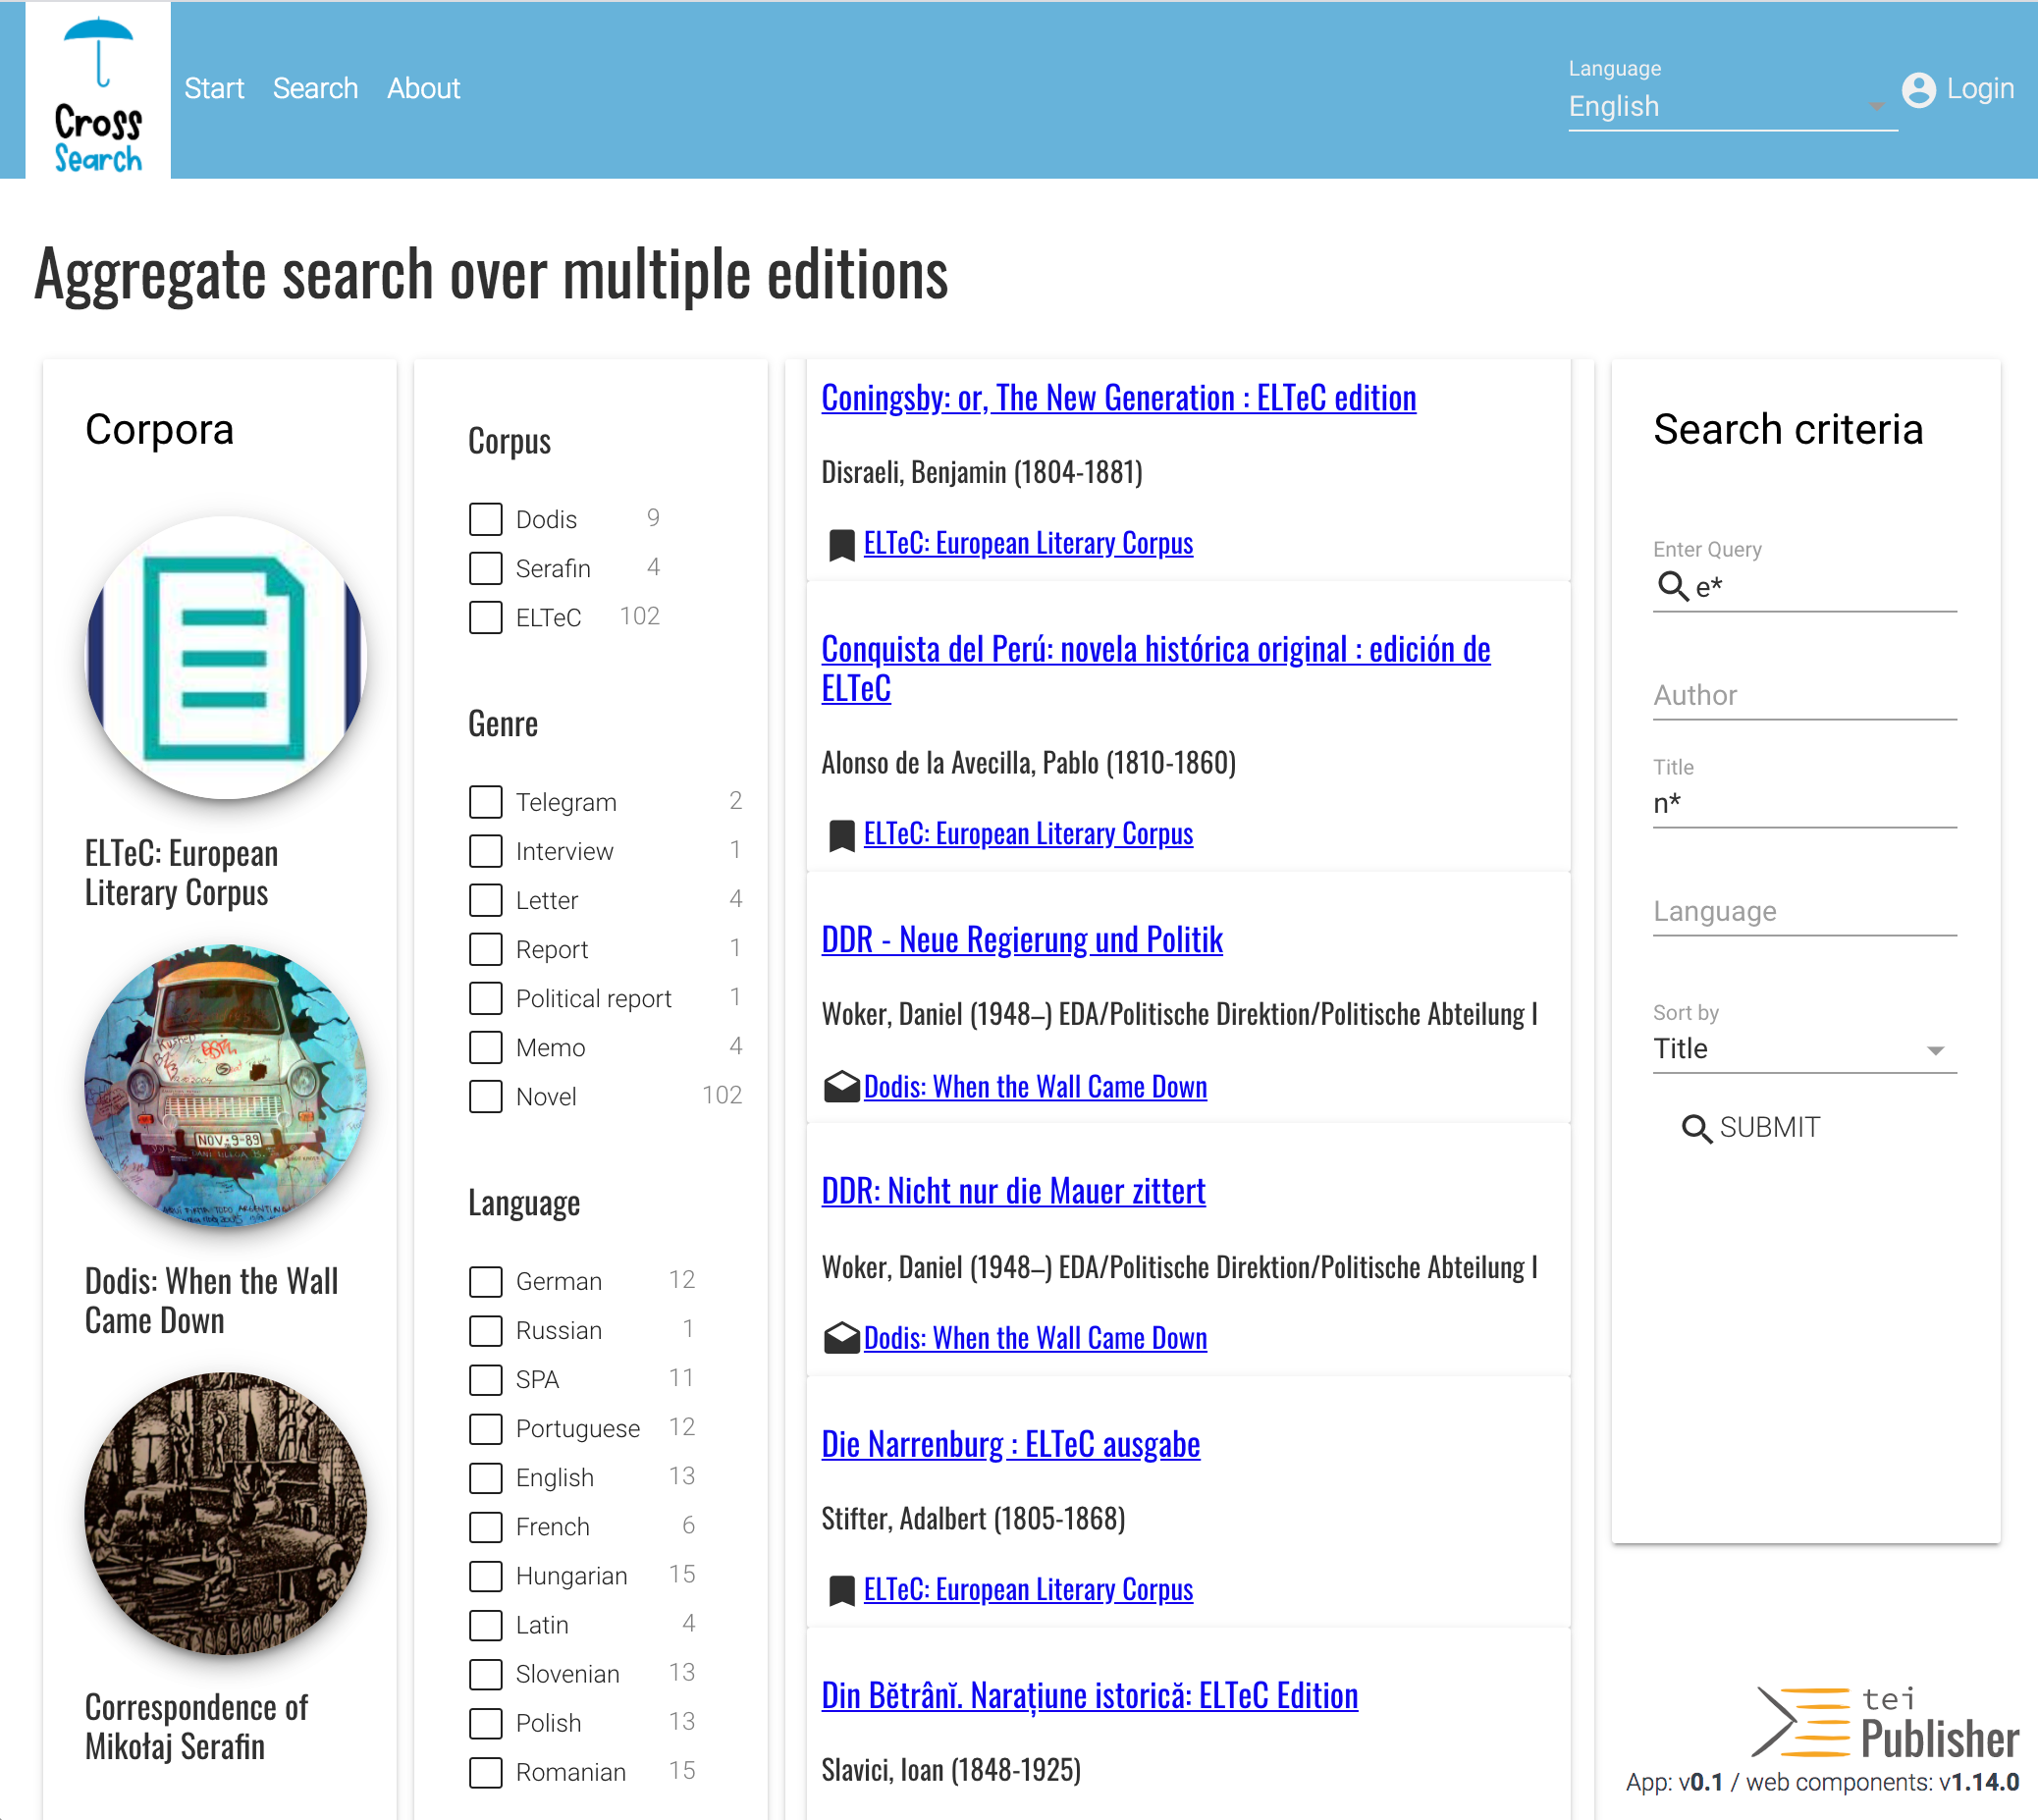 Cross
Search
Start
Search
About
Language
English
Login
Aggregate search over multiple editions
Corpora
ELTeC: European
Literary Corpus
NOV•9-89
Dodis: When the Wall
Came Down
Correspondence of
Mikołaj Serafin
Corpus
Dodis 9
Serafin 4
ELTeC 102
Genre
Telegram 2
Interview 1
Letter 4
Report 1
Political report 1
Memo 4
Novel 102
Language
German 12
Russian 1
SPA 11
Portuguese 12
English 13
French 6
Hungarian 15
Latin 4
Slovenian 13
Polish 13
Romanian 15
Coningsby: or, The New Generation : ELTeC edition
Disraeli, Benjamin (1804-1881)
ELTeC: European Literary Corpus
Conquista del Perú: novela histórica original : edición de
ELTeC
Alonso de la Avecilla, Pablo (1810-1860)
ELTeC: European Literary Corpus
DDR - Neue Regierung und Politik
Woker, Daniel (1948–) EDA/Politische Direktion/Politische Abteilung I
Dodis: When the Wall Came Down
DDR: Nicht nur die Mauer zittert
Woker, Daniel (1948–) EDA/Politische Direktion/Politische Abteilung I
Dodis: When the Wall Came Down
Die Narrenburg : ELTeC ausgabe
Stifter, Adalbert (1805-1868)
ELTeC: European Literary Corpus
Din Bĕtrânĭ. Narațiune istorică: ELTeC Edition
Slavici, Ioan (1848-1925)
Search criteria
Enter Query
e*
Author
Title
n*
Language
Sort by
Title
SUBMIT
tei
Publisher
App: v0.1 / web components: v1.14.0